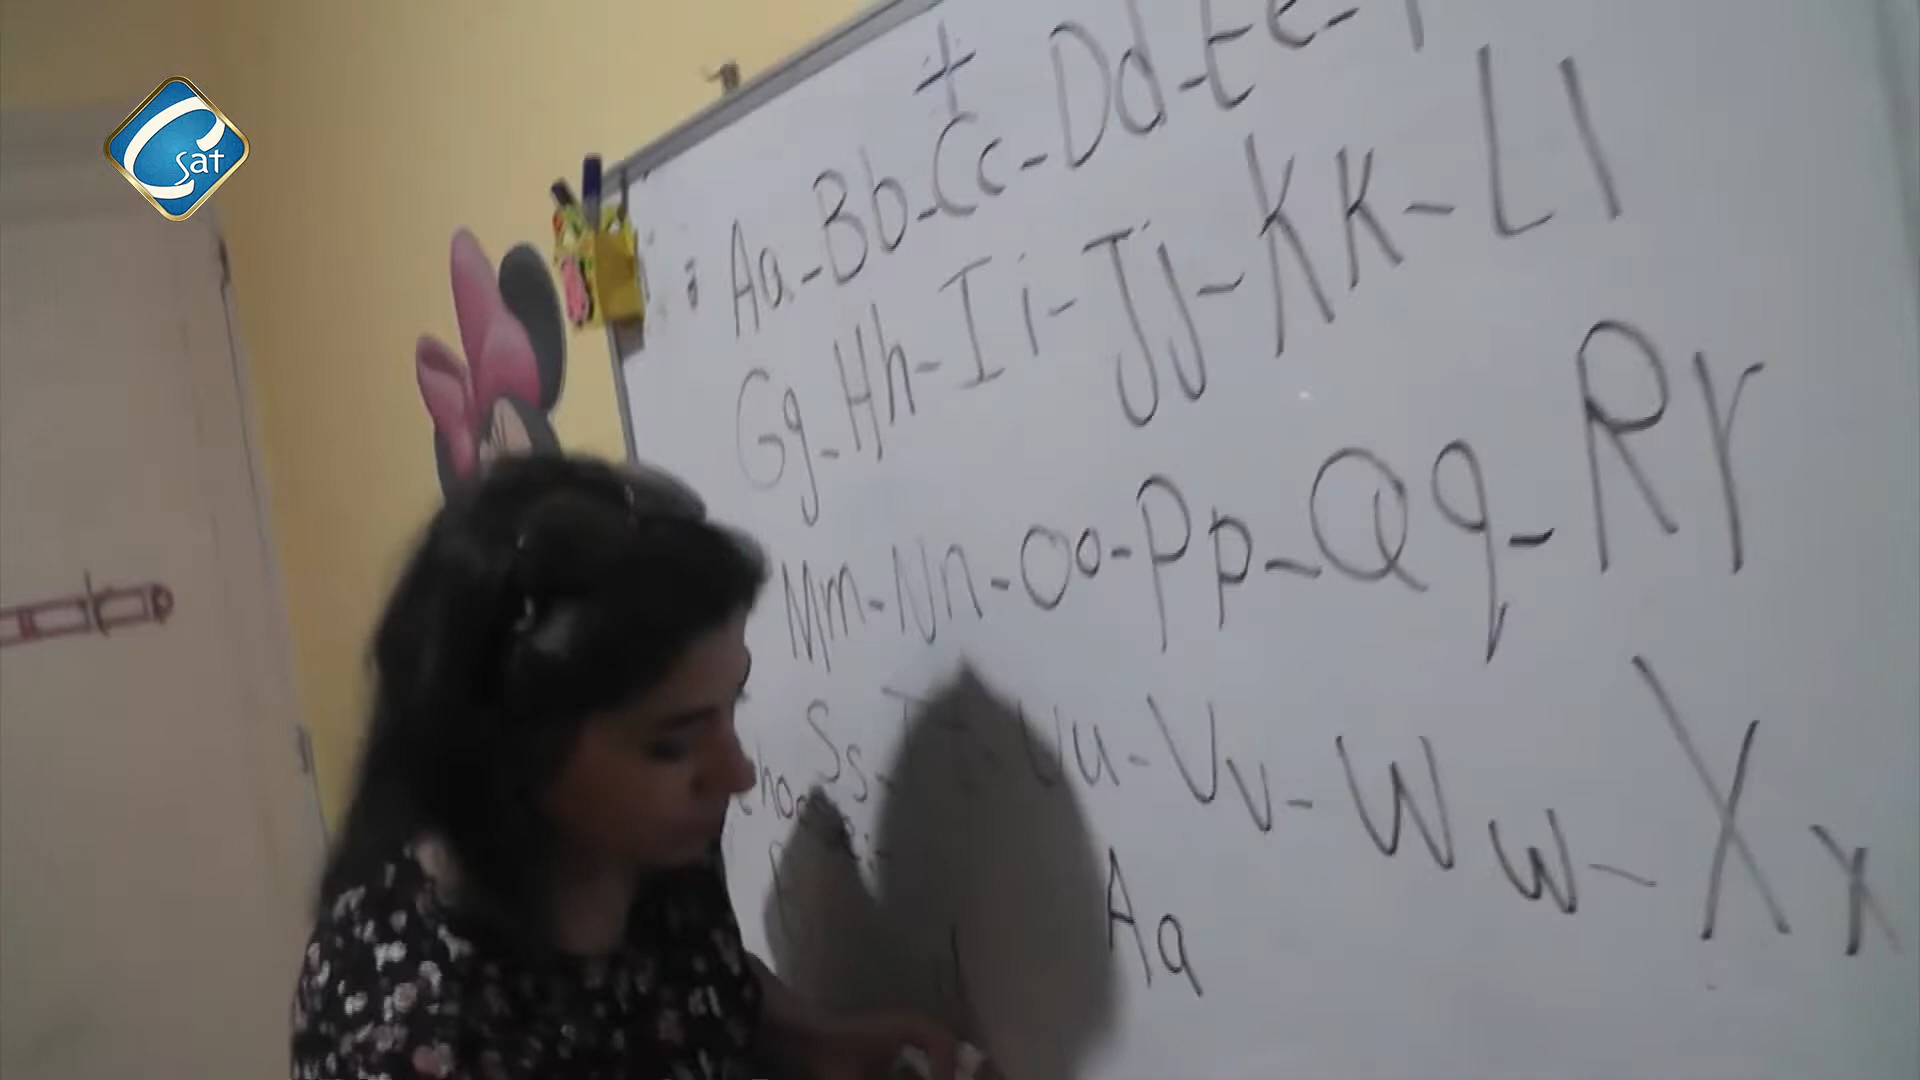 C sat
Aa-Bb-Cc-Dd-Ee-
Gg-Hh-Ii-Jj-Kk-Ll
Mm-Nn-Oo-Pp-Qq-Rr
Ss- - Uu-Vv-Ww-Xx
Aa